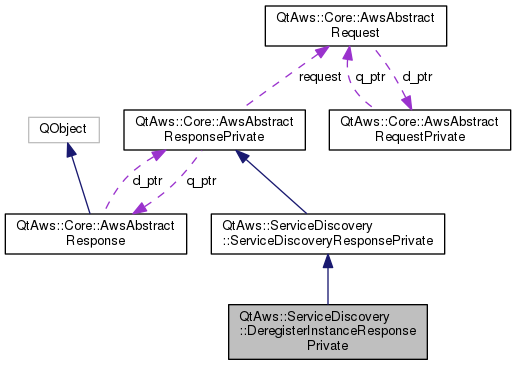 QtAws::Core::AwsAbstract
Request
request
q_ptr
d_ptr
QObject
QtAws::Core::AwsAbstract
ResponsePrivate
QtAws::Core::AwsAbstract
RequestPrivate
d_ptr
q_ptr
QtAws::Core::AwsAbstract
Response
QtAws::ServiceDiscovery
::ServiceDiscoveryResponsePrivate
QtAws::ServiceDiscovery
::DeregisterInstanceResponse
Private